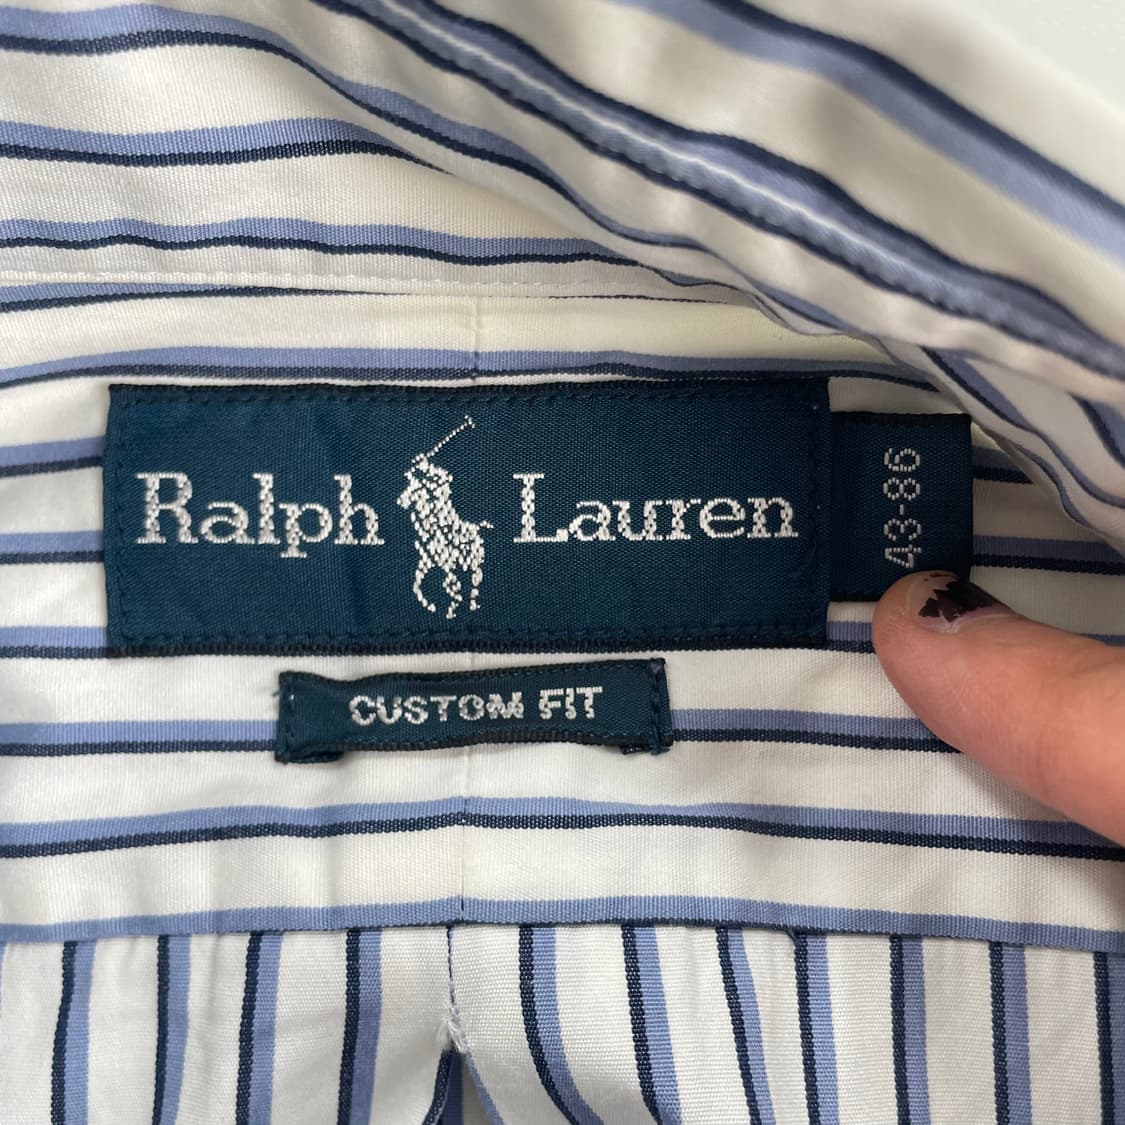 Ralph Lauren
43-86
CUSTOM FIT